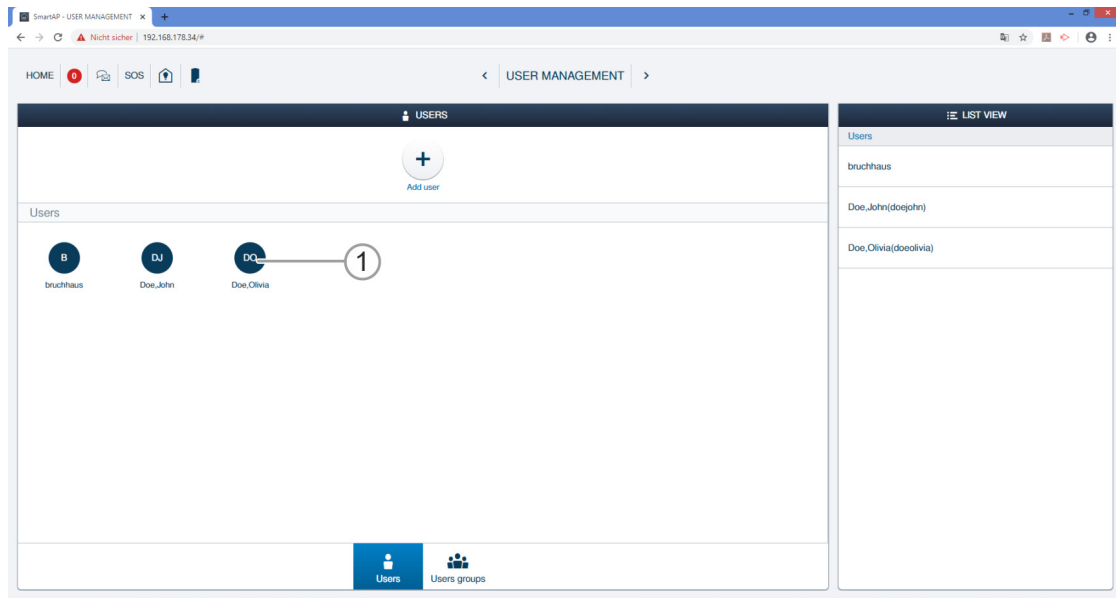 SmartAP - USER MANAGEMENT
Nicht sicher | 192.168.178.34/#
HOME 0 SOS
< USER MANAGEMENT >
USERS
+
Add user
Users
B DJ DO 1
bruchhaus Doe,John Doe,Olivia
Users Users groups
LIST VIEW
Users
bruchhaus
Doe,John(doejohn)
Doe,Olivia(doeolivia)